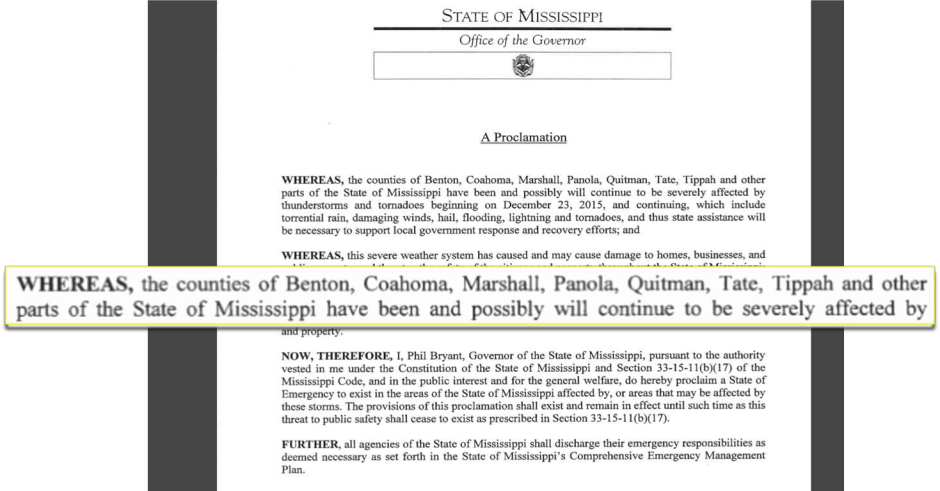 STATE OF MISSISSIPPI
Office of the Governor
A Proclamation
WHEREAS, the counties of Benton, Coahoma, Marshall, Panola, Quitman, Tate, Tippah and other
parts of the State of Mississippi have been and possibly will continue to be severely affected by
thunderstorms and tornadoes beginning on December 23, 2015, and continuing, which include
torrential rain, damaging winds, hail, flooding, lightning and tornadoes, and thus state assistance will
be necessary to support local government response and recovery efforts; and
WHEREAS, this severe weather system has caused and may cause damage to homes, businesses, and
WHEREAS, the counties of Benton, Coahoma, Marshall, Panola, Quitman, Tate, Tippah and other
parts of the State of Mississippi have been and possibly will continue to be severely affected by
and property.
NOW, THEREFORE, I, Phil Bryant, Governor of the State of Mississippi, pursuant to the authority
vested in me under the Constitution of the State of Mississippi and Section 33-15-11(b)(17) of the
Mississippi Code, and in the public interest and for the general welfare, do hereby proclaim a State of
Emergency to exist in the areas of the State of Mississippi affected by, or areas that may be affected by
these storms. The provisions of this proclamation shall exist and remain in effect until such time as this
threat to public safety shall cease to exist as prescribed in Section 33-15-11(b)(17).
FURTHER, all agencies of the State of Mississippi shall discharge their emergency responsibilities as
deemed necessary as set forth in the State of Mississippi's Comprehensive Emergency Management
Plan.